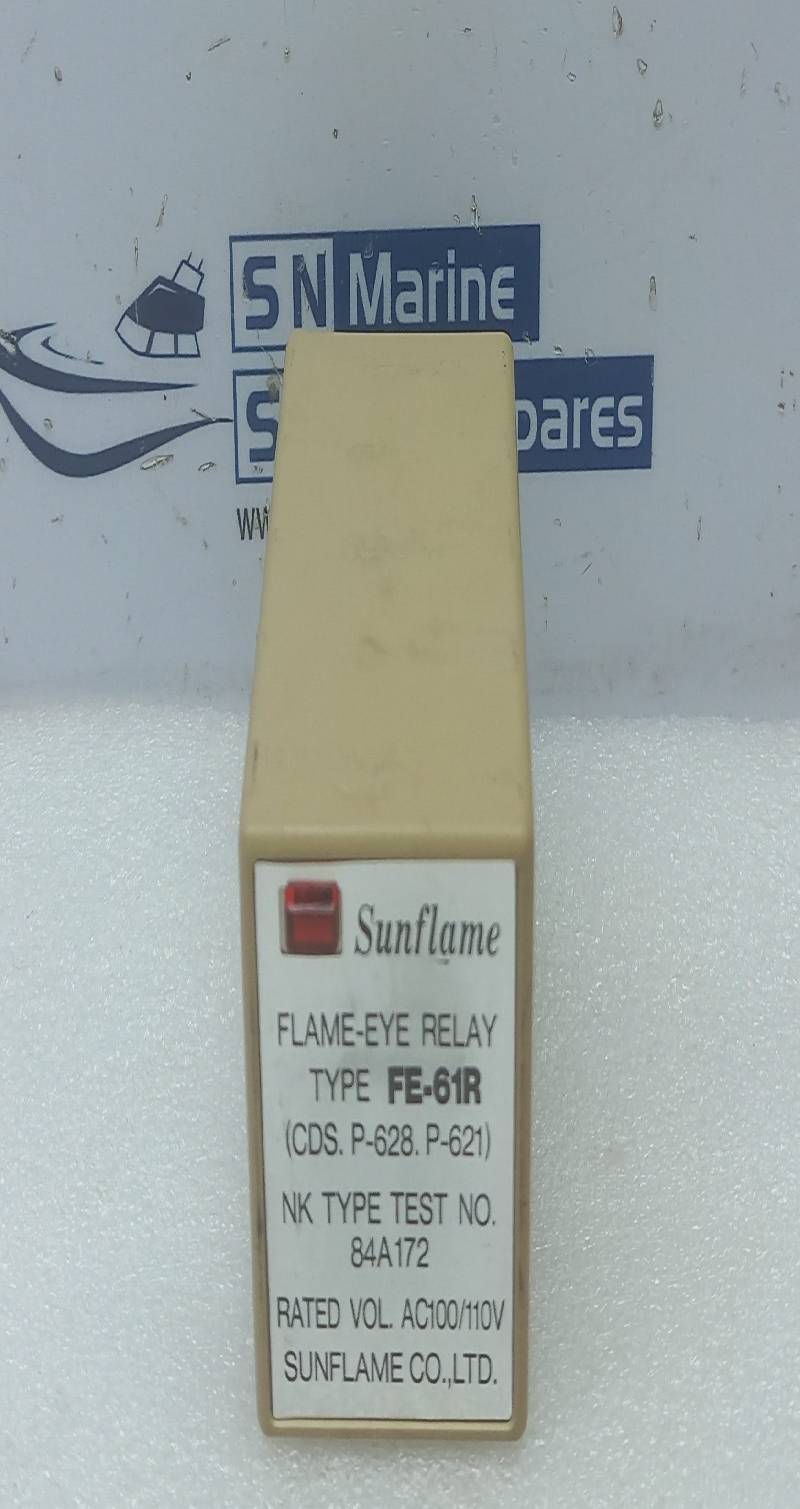 SN Marine
S pares
Sunflame
FLAME-EYE RELAY
TYPE FE-61R
(CDS. P-628. P-621)
NK TYPE TEST NO.
84A172
RATED VOL. AC100/110V
SUNFLAME CO.,LTD.